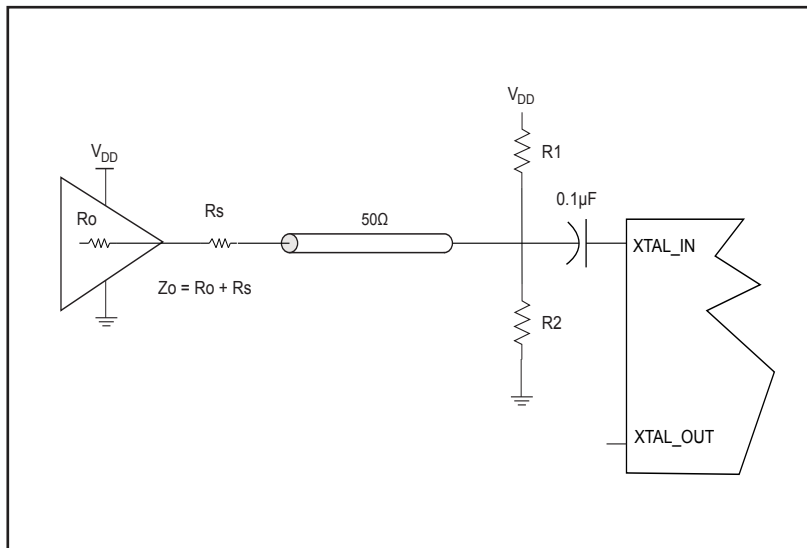 V_DD
R1
V_DD
0.1µF
Ro
Rs
50Ω
XTAL_IN
Zo = Ro + Rs
R2
XTAL_OUT